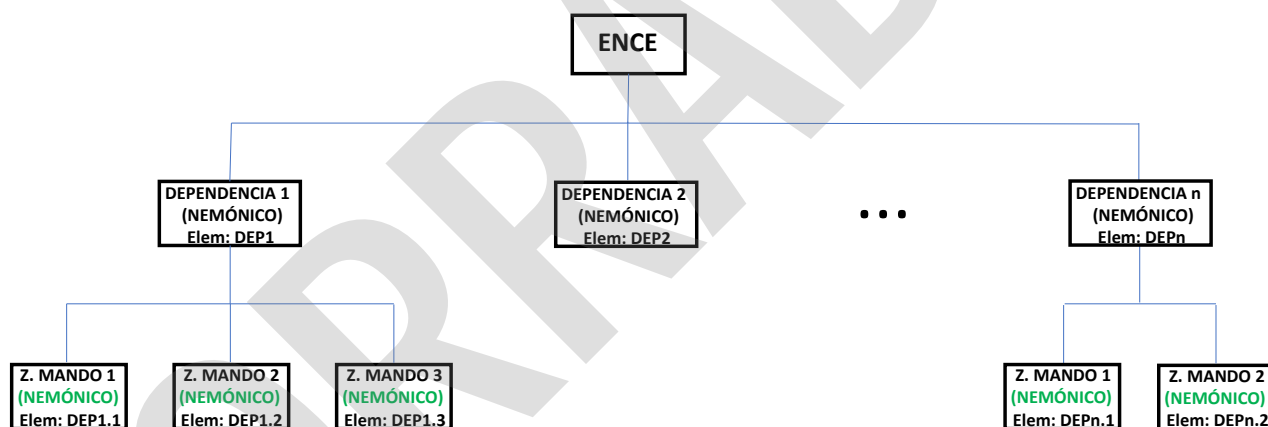 ENCE
DEPENDENCIA 1
(NEMÓNICO)
Elem: DEP1
DEPENDENCIA 2
(NEMÓNICO)
Elem: DEP2
...
DEPENDENCIA n
(NEMÓNICO)
Elem: DEPn
Z. MANDO 1
(NEMÓNICO)
Elem: DEP1.1
Z. MANDO 2
(NEMÓNICO)
Elem: DEP1.2
Z. MANDO 3
(NEMÓNICO)
Elem: DEP1.3
Z. MANDO 1
(NEMÓNICO)
Elem: DEPn.1
Z. MANDO 2
(NEMÓNICO)
Elem: DEPn.2